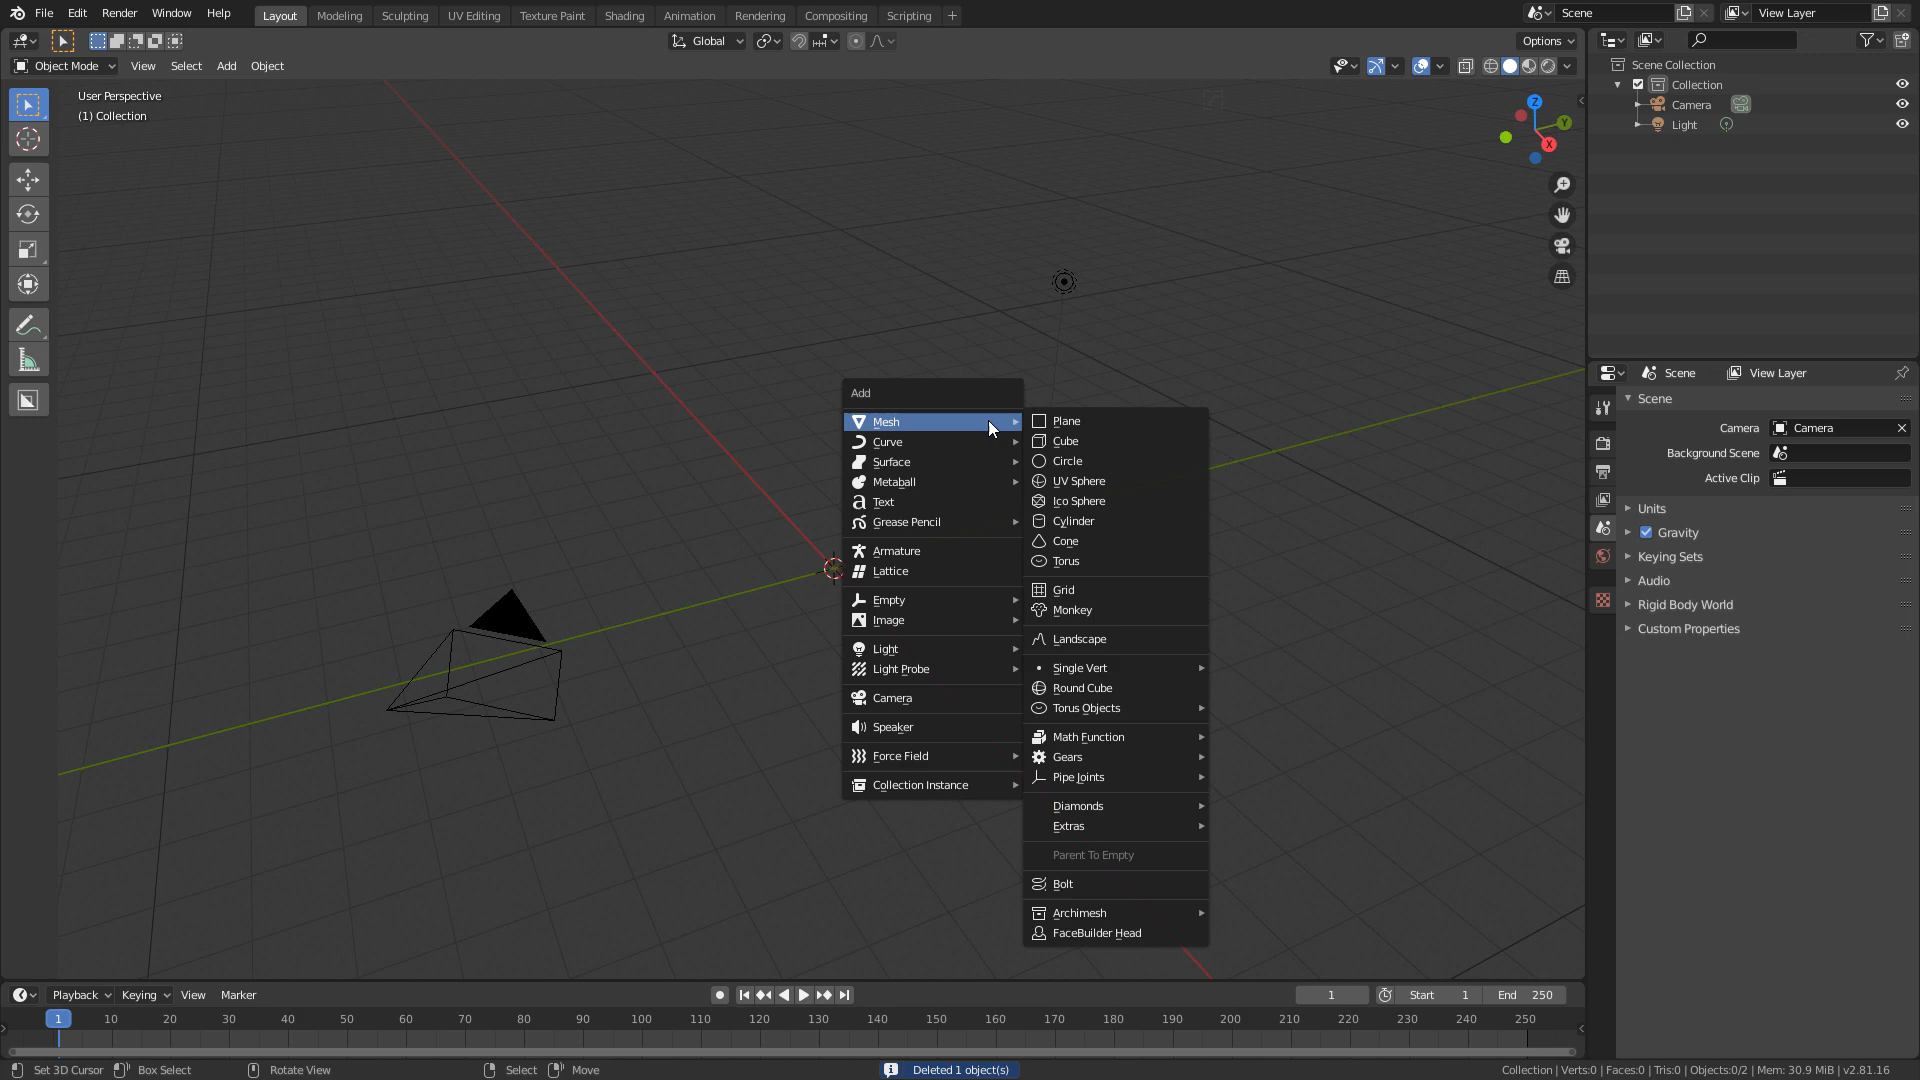 File Edit Render Window Help
Layout Modeling Sculpting UV Editing Texture Paint Shading Animation Rendering Compositing Scripting +
Scene
View Layer
Global
Options
Object Mode View Select Add Object
User Perspective
(1) Collection
Z
Y
X
Scene Collection
Collection
Camera
Light
Add
Mesh
Curve
Surface
Metaball
Text
Grease Pencil
Armature
Lattice
Empty
Image
Light
Light Probe
Camera
Speaker
Force Field
Collection Instance
Plane
Cube
Circle
UV Sphere
Ico Sphere
Cylinder
Cone
Torus
Grid
Monkey
Landscape
Single Vert
Round Cube
Torus Objects
Math Function
Gears
Pipe Joints
Diamonds
Extras
Parent To Empty
Bolt
Archimesh
FaceBuilder Head
Scene View Layer
Scene
Camera Camera
Background Scene
Active Clip
Units
Gravity
Keying Sets
Audio
Rigid Body World
Custom Properties
Playback Keying View Marker
1 Start 1 End 250
1 10 20 30 40 50 60 70 80 90 100 110 120 130 140 150 160 170 180 190 200 210 220 230 240 250
Set 3D Cursor Box Select Rotate View Select Move
Deleted 1 object(s)
Collection | Verts:0 | Faces:0 | Tris:0 | Objects:0/2 | Mem: 30.9 MiB | v2.81.16